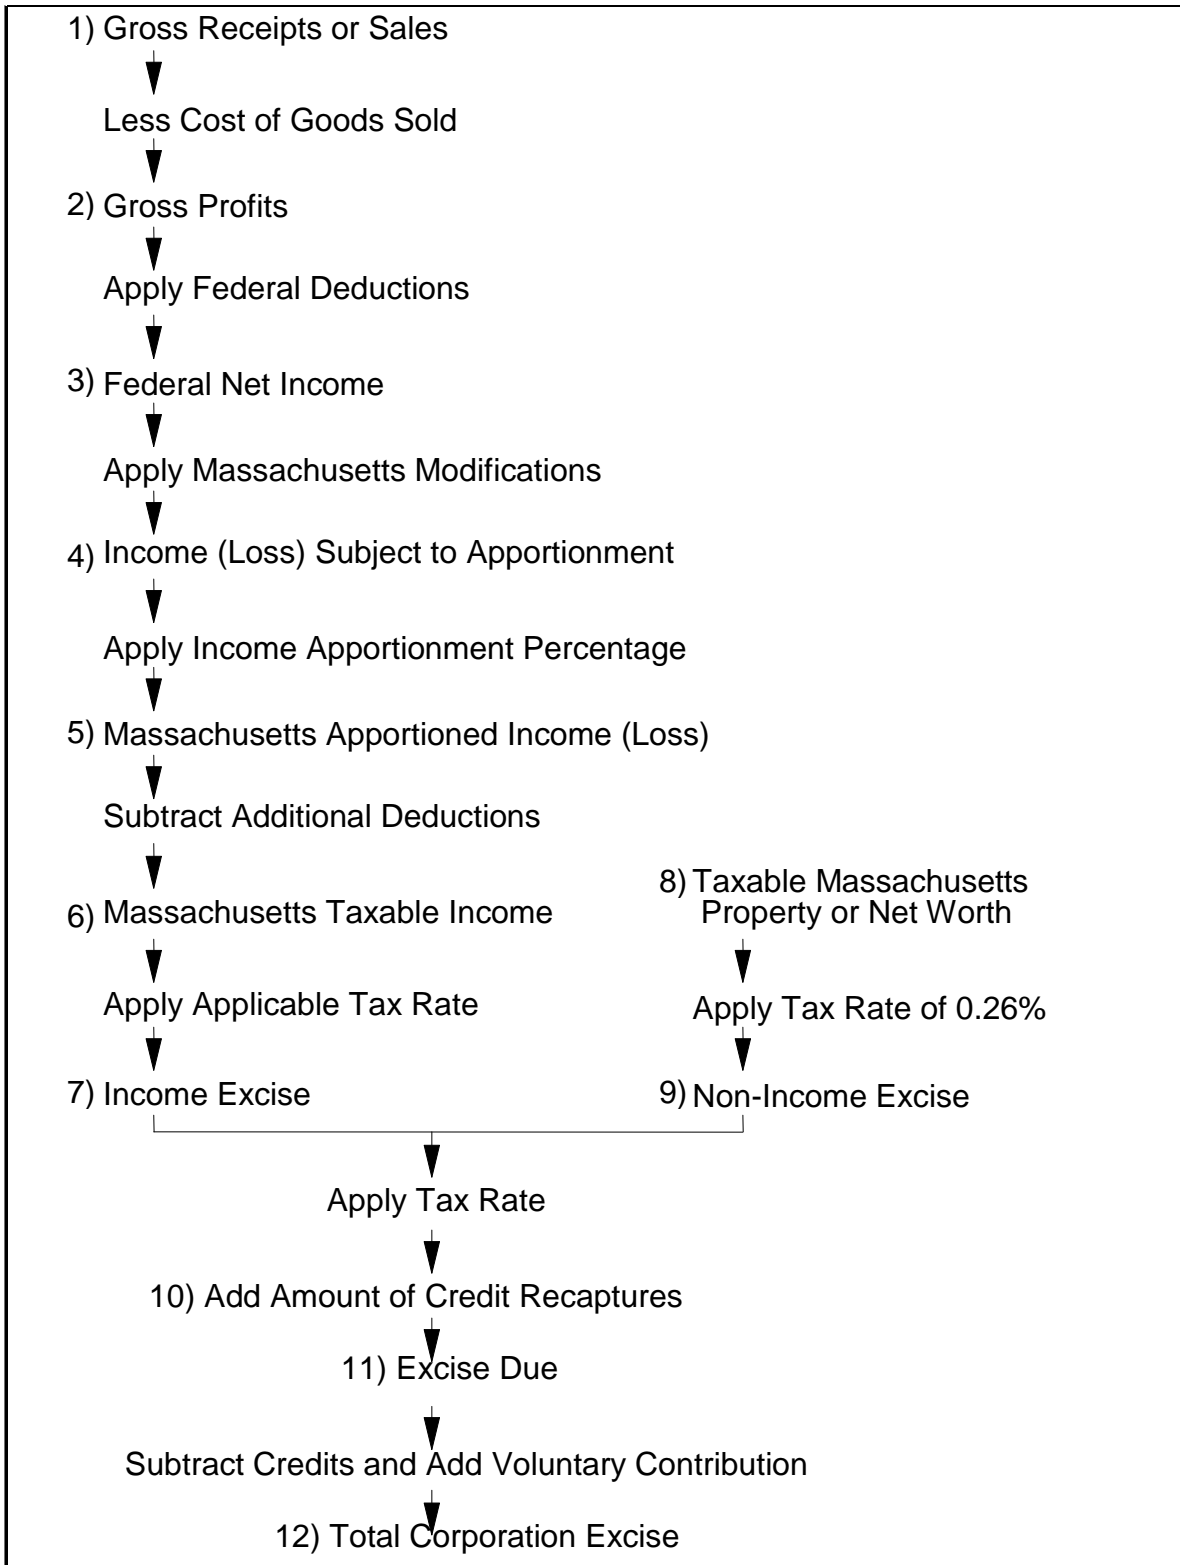 1) Gross Receipts or Sales
Less Cost of Goods Sold
2) Gross Profits
Apply Federal Deductions
3) Federal Net Income
Apply Massachusetts Modifications
4) Income (Loss) Subject to Apportionment
Apply Income Apportionment Percentage
5) Massachusetts Apportioned Income (Loss)
Subtract Additional Deductions
6) Massachusetts Taxable Income
Apply Applicable Tax Rate
7) Income Excise
8) Taxable Massachusetts
Property or Net Worth
Apply Tax Rate of 0.26%
9) Non-Income Excise
Apply Tax Rate
10) Add Amount of Credit Recaptures
11) Excise Due
Subtract Credits and Add Voluntary Contribution
12) Total Corporation Excise